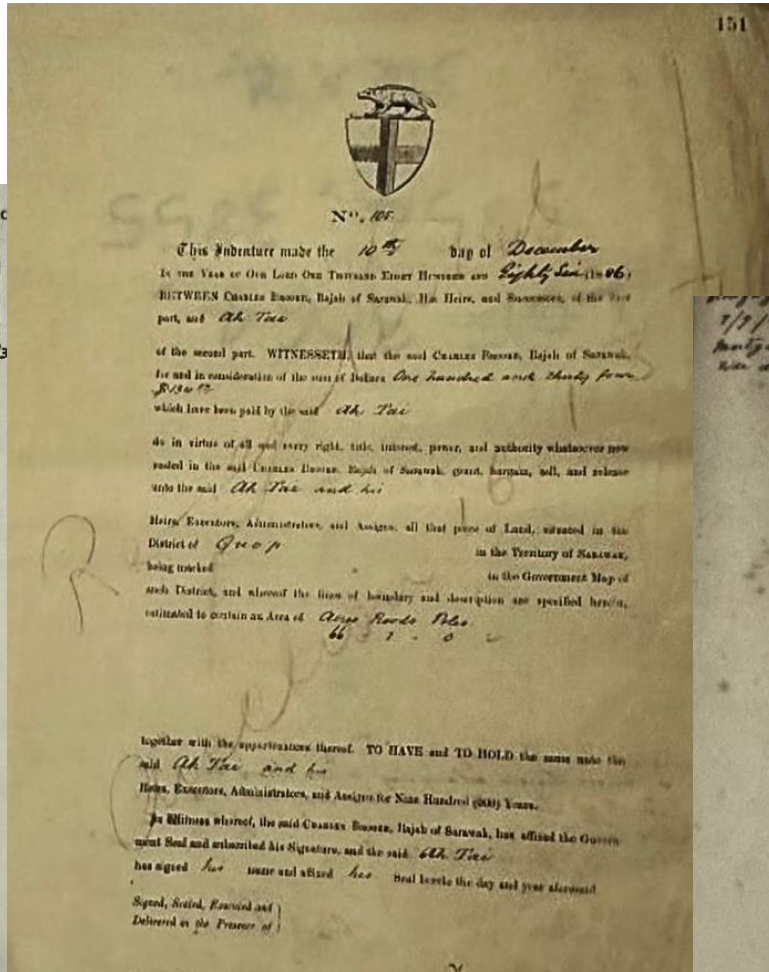 151
No. 105
This Indenture made the 10th day of December
In the Year of Our Lord One Thousand Eight Hundred and Eighty Six (1886)
BETWEEN Charles Brooke, Rajah of Sarawak, His Heirs, and Successors, of the first
part, and Ah Tai
of the second part. WITNESSETH, that the said Charles Brooke, Rajah of Sarawak,
for and in consideration of the sum of Dollars One hundred and thirty four
$134
which have been paid by the said Ah Tai
do in virtue of all and every right, title, interest, power, and authority whatsoever now
vested in the said Charles Brooke, Rajah of Sarawak, grant, bargain, sell, and release
unto the said Ah Tai and his
Heirs, Executors, Administrators, and Assigns, all that piece of Land, situated in the
District of Quop in the Territory of Sarawak,
being marked in the Government Map of
such District, and whereof the lines of boundary and description are specified herein,
estimated to contain an Area of Acres Roods Poles
66 1 0
together with the appurtenances thereof. TO HAVE and TO HOLD the same unto the
said Ah Tai and his
Heirs, Executors, Administrators, and Assigns for Nine Hundred (900) Years.
In Witness whereof, the said Charles Brooke, Rajah of Sarawak, has affixed the Govern
ment Seal and subscribed his Signature, and the said Ah Tai
has signed his name and affixed his Seal hereto the day and year aforesaid
Signed, Sealed, Executed and
Delivered in the Presence of